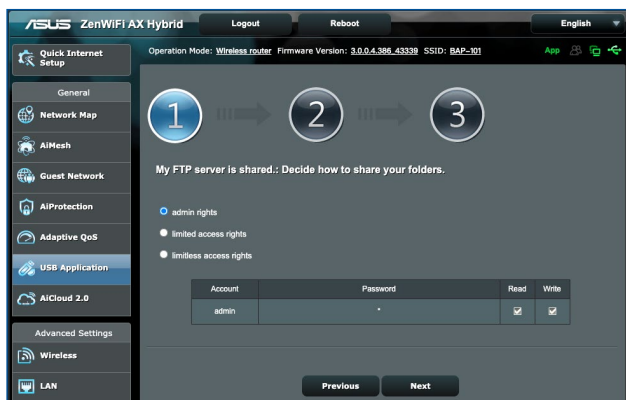 ASUS ZenWiFi AX Hybrid Logout Reboot English
Quick Internet Setup
Operation Mode: Wireless router Firmware Version: 3.0.0.4.386_43339 SSID: BAP-101 App
General
Network Map
AiMesh
Guest Network
AiProtection
Adaptive QoS
USB Application
AiCloud 2.0
Advanced Settings
Wireless
LAN
1 2 3
My FTP server is shared.: Decide how to share your folders.
admin rights
limited access rights
limitless access rights
Account Password Read Write
admin *
Previous Next